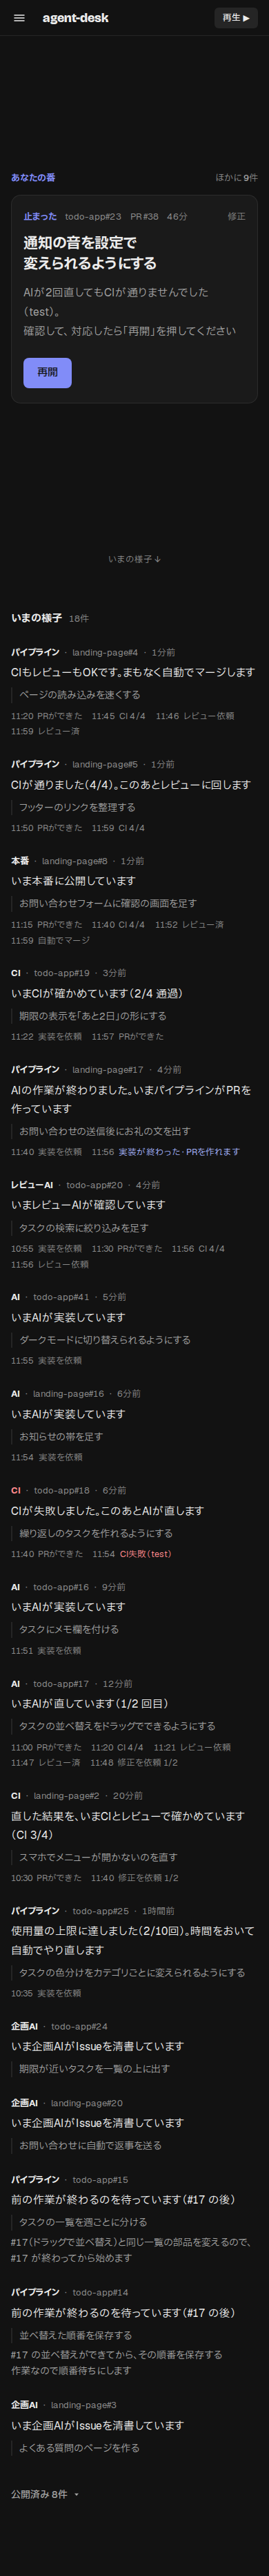 agent-desk
再生 ▶
あなたの番
ほかに 9件
止まった todo-app#23 PR #38 46分 修正
通知の音を設定で
変えられるようにする
AIが2回直してもCIが通りませんでした
（test）。
確認して、対応したら「再開」を押してください
再開
いまの様子 ↓
いまの様子 18件
パイプライン · landing-page#4 · 1分前
CIもレビューもOKです。まもなく自動でマージします
ページの読み込みを速くする
11:20 PRができた 11:45 CI 4/4 11:46 レビュー依頼
11:59 レビュー済
パイプライン · landing-page#5 · 1分前
CIが通りました（4/4）。このあとレビューに回します
フッターのリンクを整理する
11:50 PRができた 11:59 CI 4/4
本番 · landing-page#8 · 1分前
いま本番に公開しています
お問い合わせフォームに確認の画面を足す
11:15 PRができた 11:40 CI 4/4 11:52 レビュー済
11:59 自動でマージ
CI · todo-app#19 · 3分前
いまCIが確かめています（2/4 通過）
期限の表示を「あと2日」の形にする
11:22 実装を依頼 11:57 PRができた
パイプライン · landing-page#17 · 4分前
AIの作業が終わりました。いまパイプラインがPRを
作っています
お問い合わせの送信後にお礼の文を出す
11:40 実装を依頼 11:56 実装が終わった · PRを作れます
レビューAI · todo-app#20 · 4分前
いまレビューAIが確認しています
タスクの検索に絞り込みを足す
10:55 実装を依頼 11:30 PRができた 11:56 CI 4/4
11:56 レビュー依頼
AI · todo-app#41 · 5分前
いまAIが実装しています
ダークモードに切り替えられるようにする
11:55 実装を依頼
AI · landing-page#16 · 6分前
いまAIが実装しています
お知らせの帯を足す
11:54 実装を依頼
CI · todo-app#18 · 6分前
CIが失敗しました。このあとAIが直します
繰り返しのタスクを作れるようにする
11:40 PRができた 11:54 CI失敗（test）
AI · todo-app#16 · 9分前
いまAIが実装しています
タスクにメモ欄を付ける
11:51 実装を依頼
AI · todo-app#17 · 12分前
いまAIが直しています（1/2 回目）
タスクの並べ替えをドラッグでできるようにする
11:00 PRができた 11:20 CI 4/4 11:21 レビュー依頼
11:47 レビュー済 11:48 修正を依頼 1/2
CI · landing-page#2 · 20分前
直した結果を、いまCIとレビューで確かめています
（CI 3/4）
スマホでメニューが開かないのを直す
10:30 PRができた 11:40 修正を依頼 1/2
パイプライン · todo-app#25 · 1時間前
使用量の上限に達しました（2/10回）。時間をおいて
自動でやり直します
タスクの色分けをカテゴリごとに変えられるようにする
10:35 実装を依頼
企画AI · todo-app#24
いま企画AIがIssueを清書しています
期限が近いタスクを一覧の上に出す
企画AI · landing-page#20
いま企画AIがIssueを清書しています
お問い合わせに自動で返事を送る
パイプライン · todo-app#15
前の作業が終わるのを待っています（#17 の後）
タスクの一覧を週ごとに分ける
#17（ドラッグで並べ替え）と同じ一覧の部品を変えるので、
#17 が終わってから始めます
パイプライン · todo-app#14
前の作業が終わるのを待っています（#17 の後）
並べ替えた順番を保存する
#17 の並べ替えができてから、その順番を保存する
作業なので順番待ちにします
企画AI · landing-page#3
いま企画AIがIssueを清書しています
よくある質問のページを作る
公開済み 8件